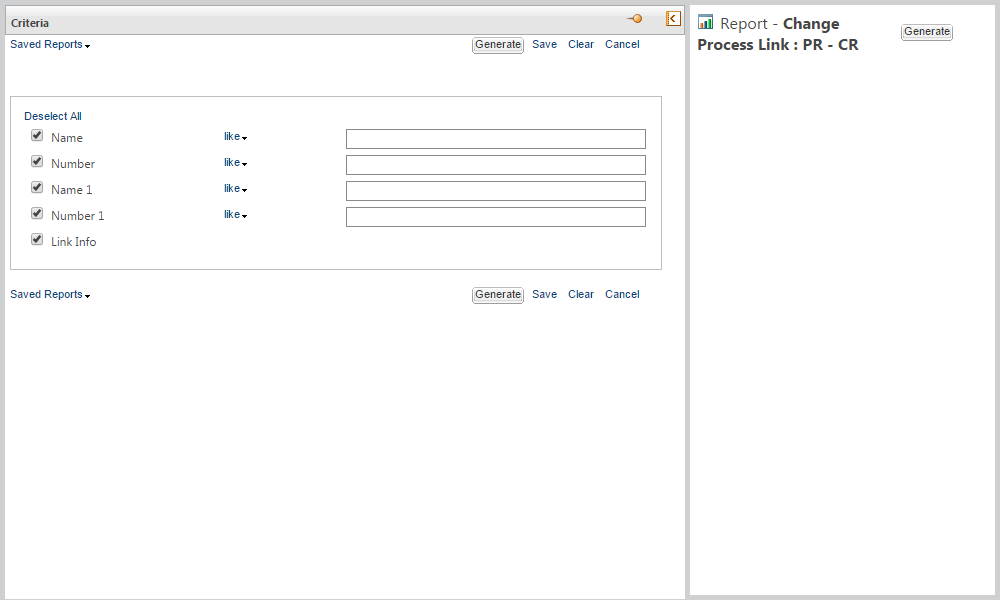 Criteria
Saved Reports Generate Save Clear Cancel
Deselect All
Name like
Number like
Name 1 like
Number 1 like
Link Info
Saved Reports Generate Save Clear Cancel
Report - Change
Process Link : PR - CR
Generate